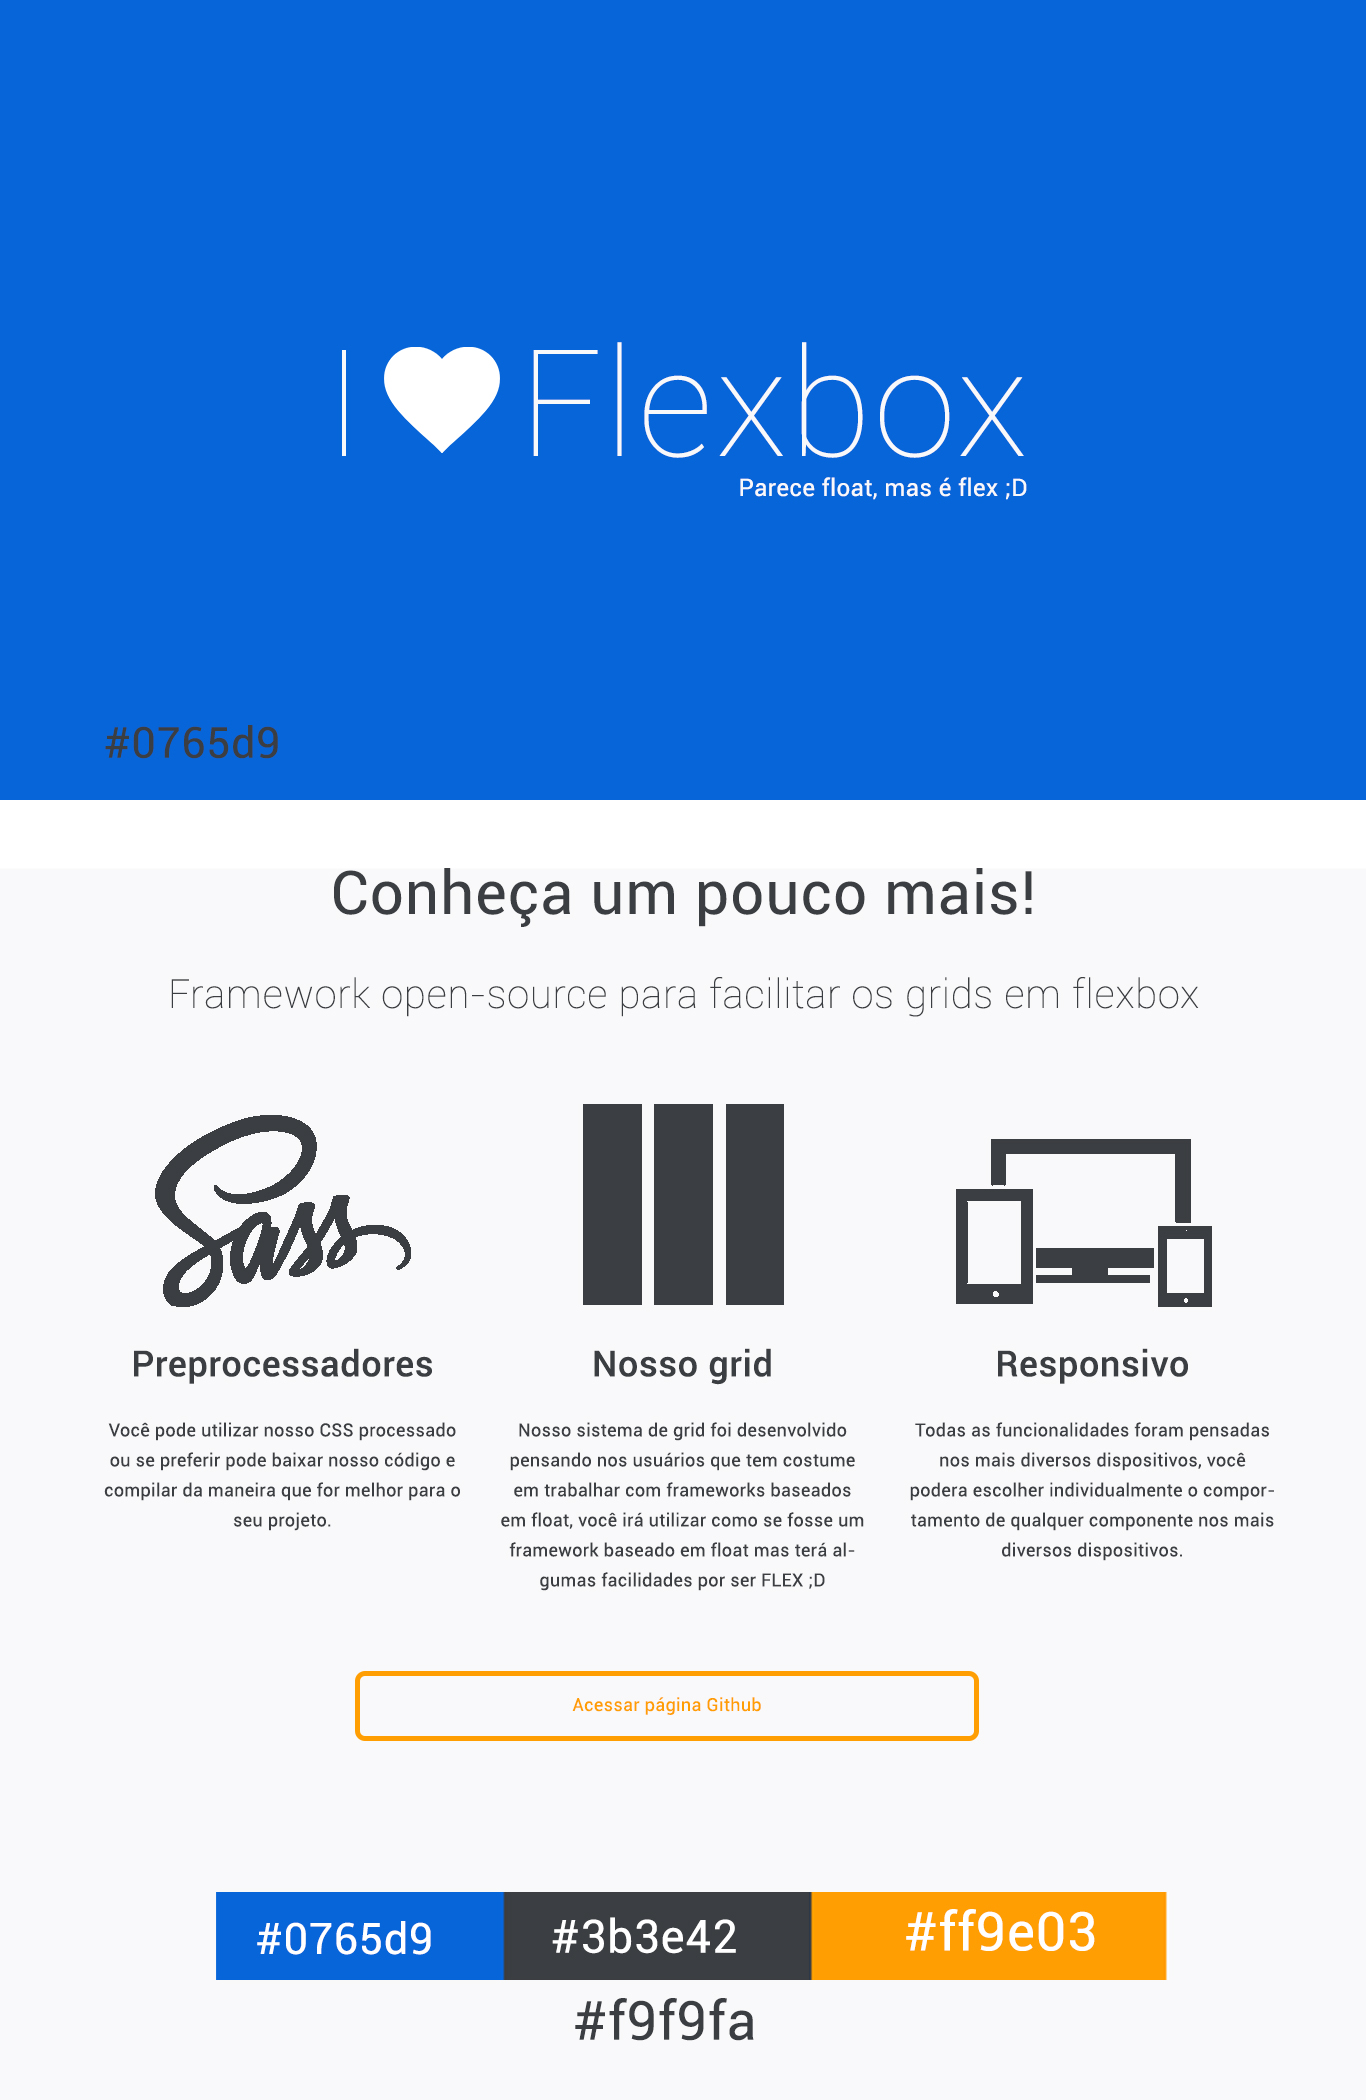 I Flexbox
Parece float, mas é flex ;D
#0765d9
Conheça um pouco mais!
Framework open-source para facilitar os grids em flexbox
Sass
Preprocessadores
Você pode utilizar nosso CSS processado
ou se preferir pode baixar nosso código e
compilar da maneira que for melhor para o
seu projeto.
Nosso grid
Nosso sistema de grid foi desenvolvido
pensando nos usuários que tem costume
em trabalhar com frameworks baseados
em float, você irá utilizar como se fosse um
framework baseado em float mas terá al-
gumas facilidades por ser FLEX ;D
Responsivo
Todas as funcionalidades foram pensadas
nos mais diversos dispositivos, você
podera escolher individualmente o compor-
tamento de qualquer componente nos mais
diversos dispositivos.
Acessar página Github
#0765d9
#3b3e42
#ff9e03
#f9f9fa